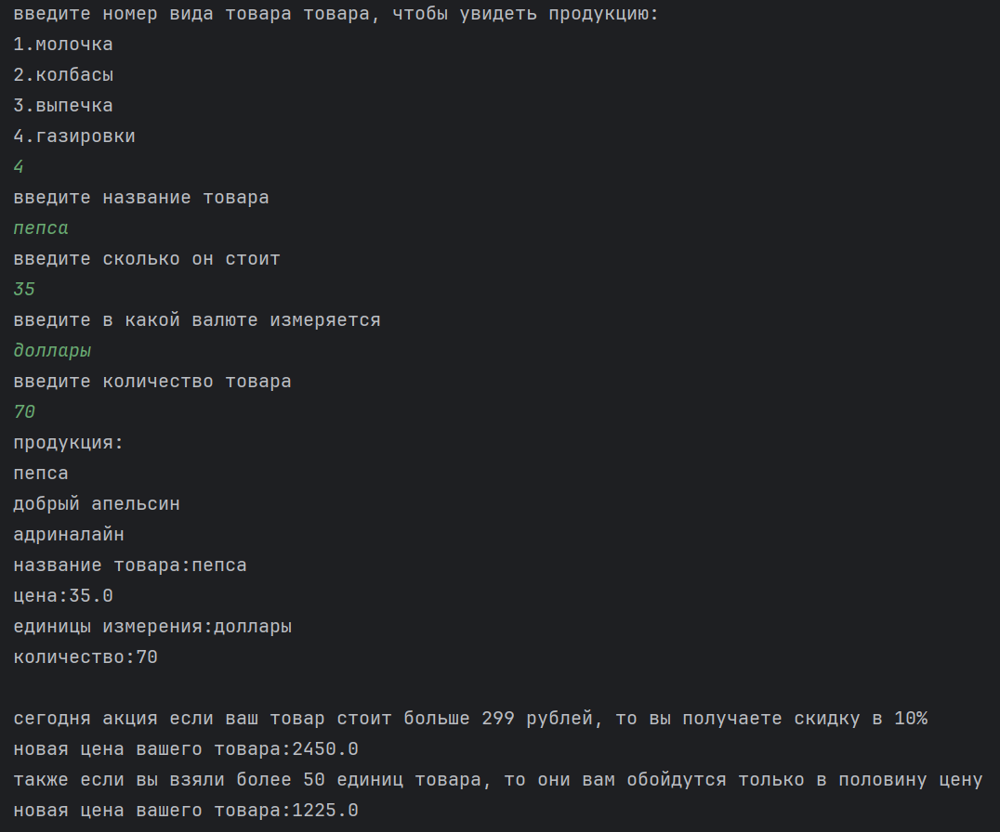 введите номер вида товара товара, чтобы увидеть продукцию:
1.молочка
2.колбасы
3.выпечка
4.газировки
4
введите название товара
пепса
введите сколько он стоит
35
введите в какой валюте измеряется
доллары
введите количество товара
70
продукция:
пепса
добрый апельсин
адриналайн
название товара:пепса
цена:35.0
единицы измерения:доллары
количество:70
сегодня акция если ваш товар стоит больше 299 рублей, то вы получаете скидку в 10%
новая цена вашего товара:2450.0
также если вы взяли более 50 единиц товара, то они вам обойдутся только в половину цену
новая цена вашего товара:1225.0